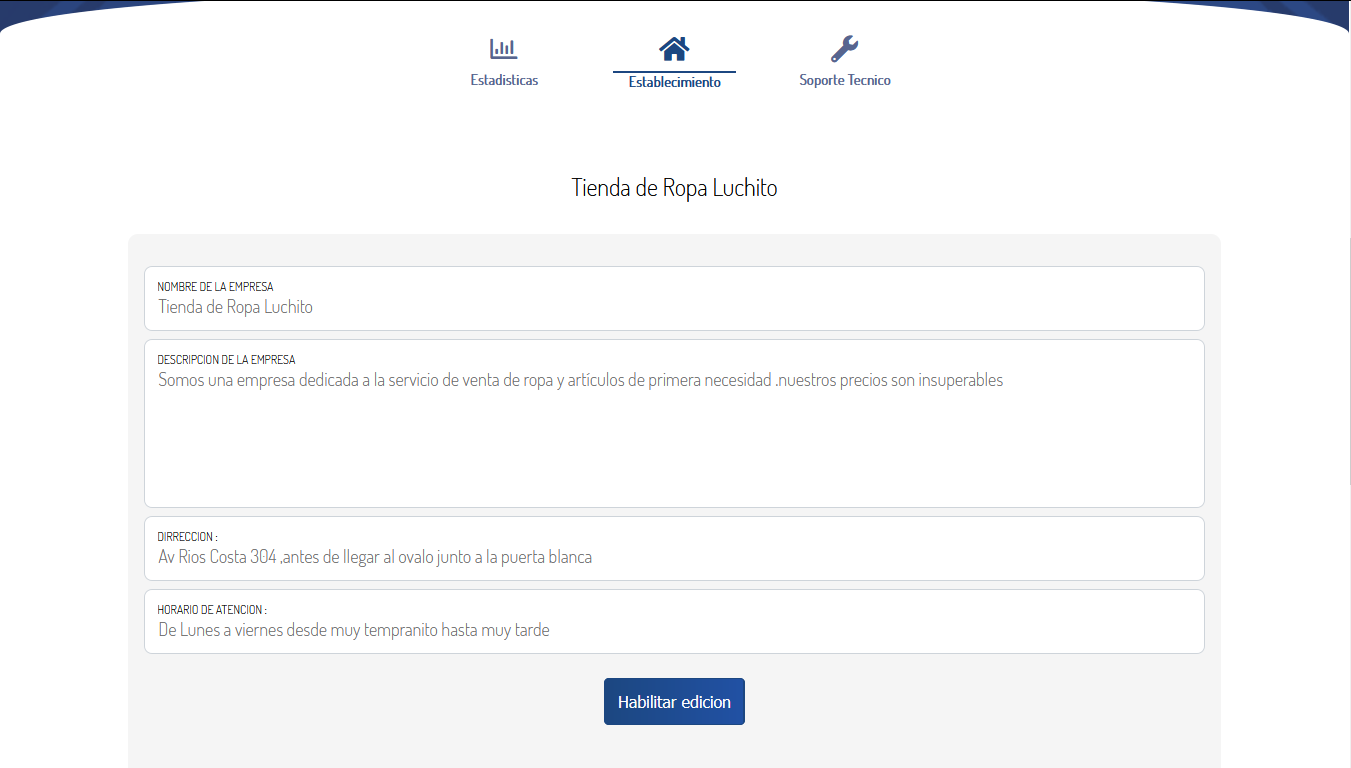 Estadisticas
Establecimiento
Soporte Tecnico
Tienda de Ropa Luchito
NOMBRE DE LA EMPRESA
Tienda de Ropa Luchito
DESCRIPCION DE LA EMPRESA
Somos una empresa dedicada a la servicio de venta de ropa y artículos de primera necesidad .nuestros precios son insuperables
DIRRECCION :
Av Rios Costa 304 ,antes de llegar al ovalo junto a la puerta blanca
HORARIO DE ATENCION :
De Lunes a viernes desde muy tempranito hasta muy tarde
Habilitar edicion